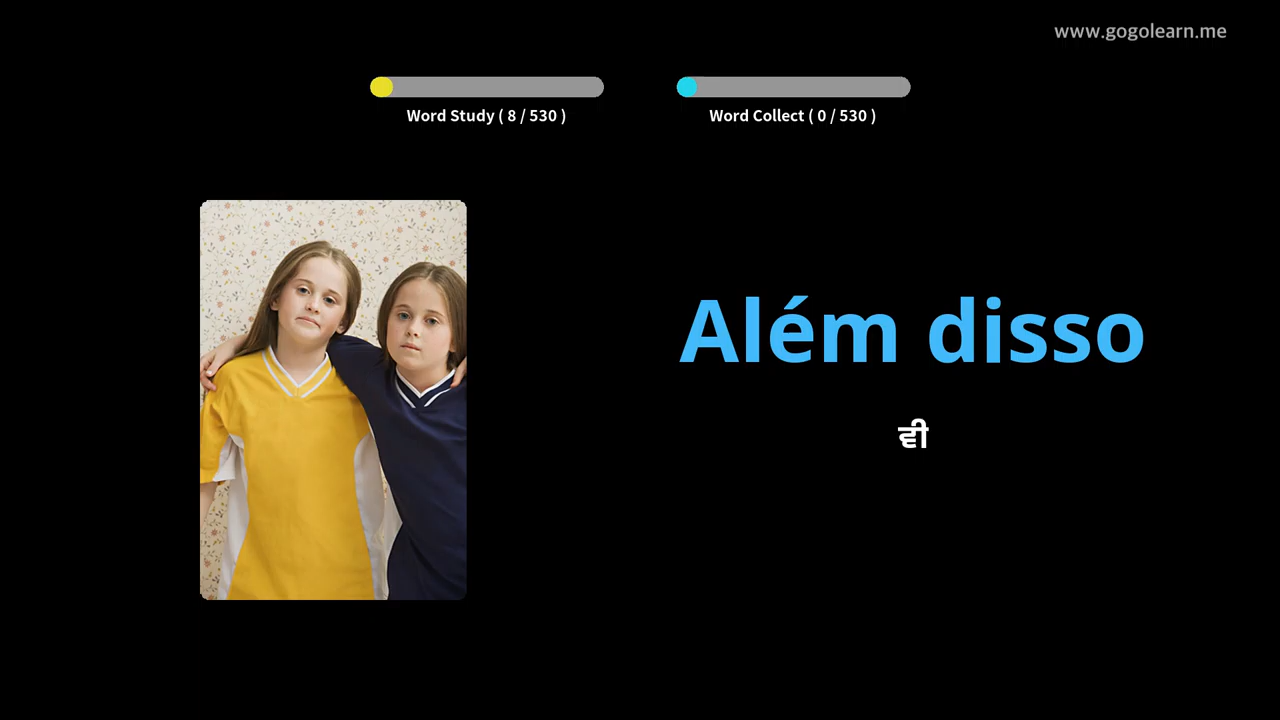 www.gogolearn.me
Word Study ( 8 / 530 )
Word Collect ( 0 / 530 )
Além disso
ਵੀ